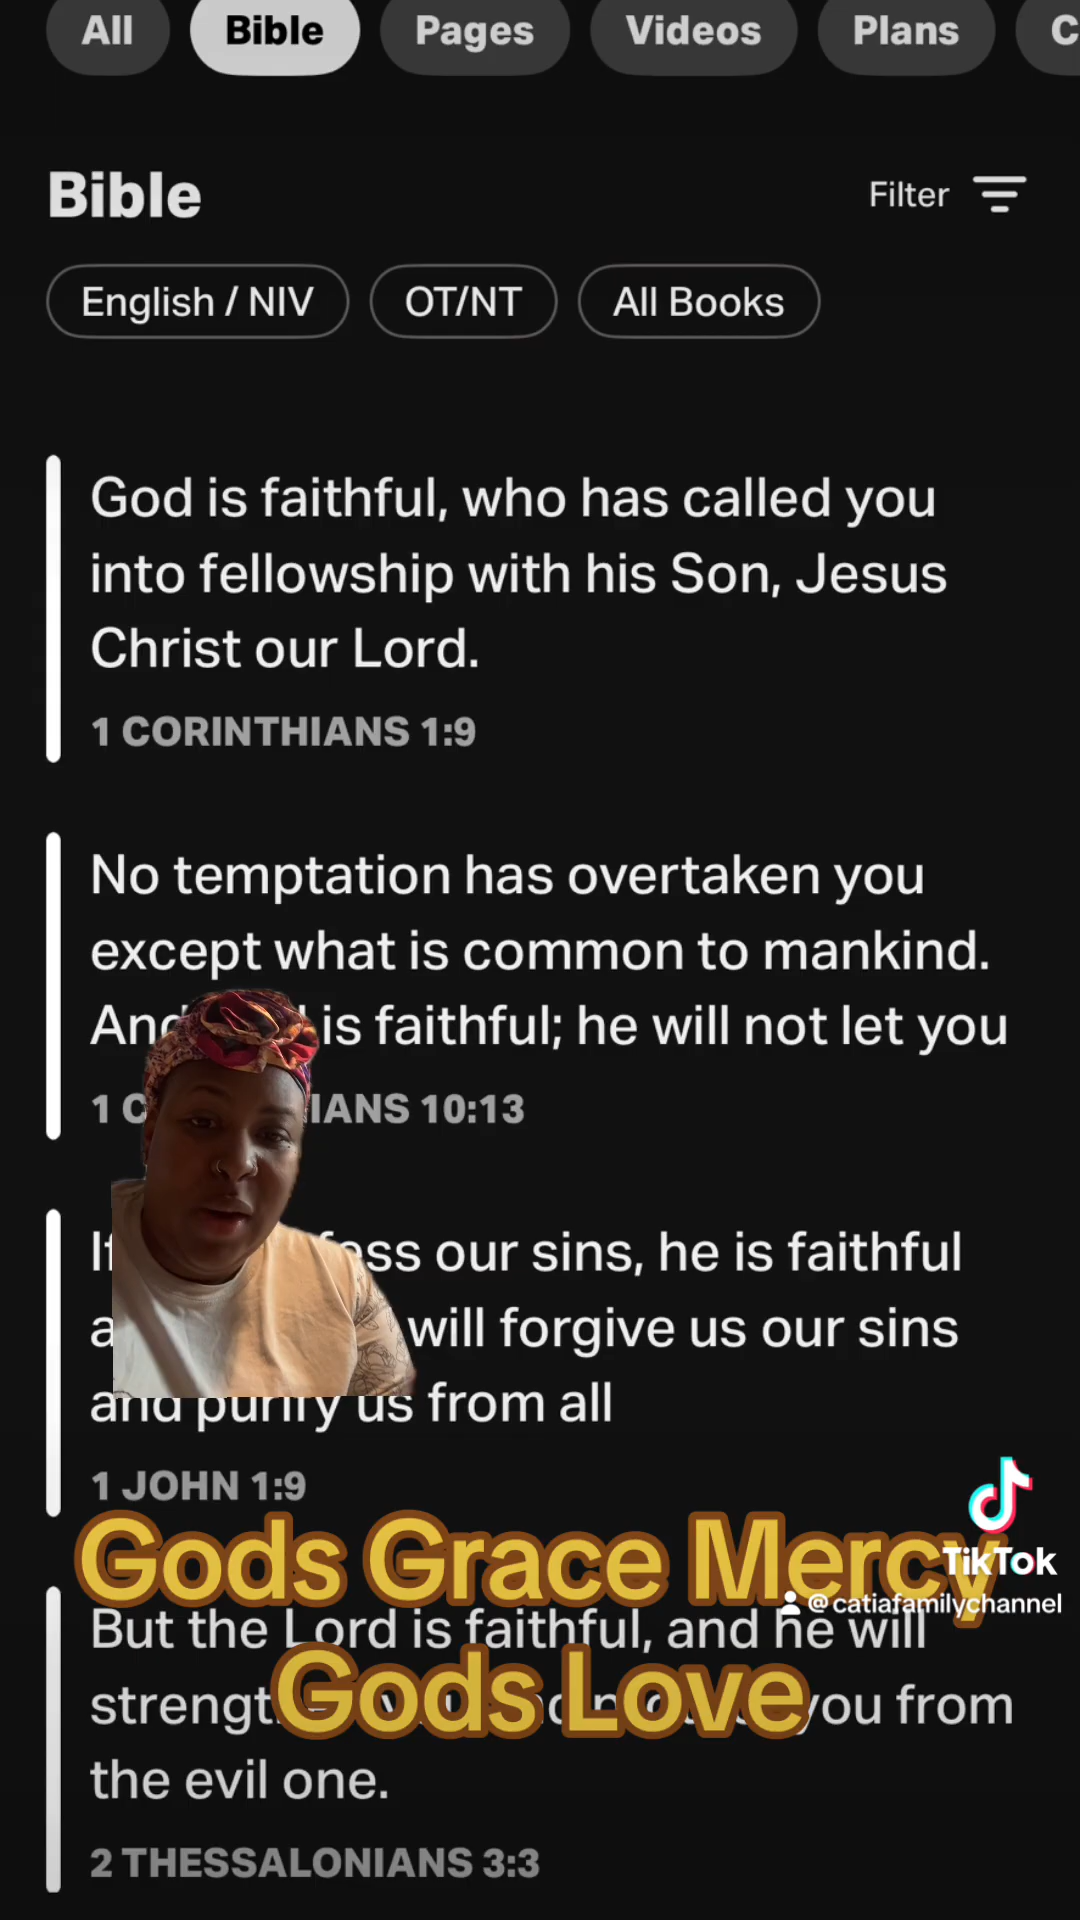 All Bible Pages Videos Plans C
Bible
Filter
English / NIV OT/NT All Books
God is faithful, who has called you
into fellowship with his Son, Jesus
Christ our Lord.
1 CORINTHIANS 1:9
No temptation has overtaken you
except what is common to mankind.
And is faithful; he will not let you
1 C IANS 10:13
our sins, he is faithful
will forgive us our sins
and purify us from all
1 JOHN 1:9
Gods Grace Mercy
Gods Love
TikTok
@catiafamilychannel
But the Lord is faithful, and he will
you from
the evil one.
2 THESSALONIANS 3:3